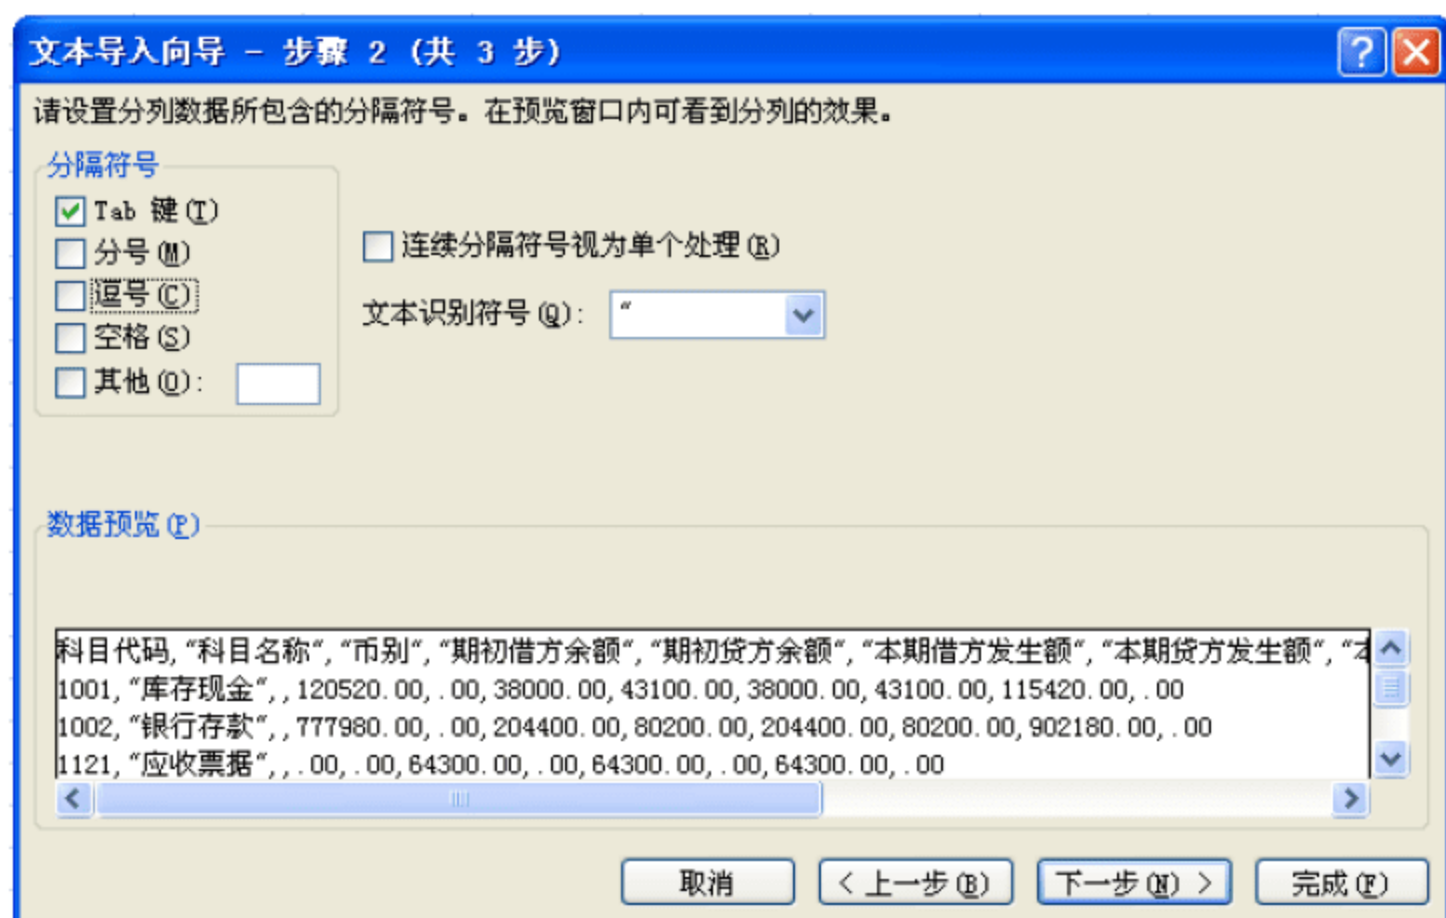 文本导入向导 - 步骤 2 (共 3 步)
请设置分列数据所包含的分隔符号。在预览窗口内可看到分列的效果。
分隔符号
Tab 键(T)
分号(M)
逗号(C)
空格(S)
其他(O):
连续分隔符号视为单个处理(R)
文本识别符号(Q): "
数据预览(P)
科目代码,"科目名称","币别","期初借方余额","期初贷方余额","本期借方发生额","本期贷方发生额","本
1001,"库存现金",,120520.00,.00,38000.00,43100.00,38000.00,43100.00,115420.00,.00
1002,"银行存款",,777980.00,.00,204400.00,80200.00,204400.00,80200.00,902180.00,.00
1121,"应收票据",,.00,.00,64300.00,.00,64300.00,.00,64300.00,.00
取消 < 上一步(B) 下一步(N) > 完成(F)